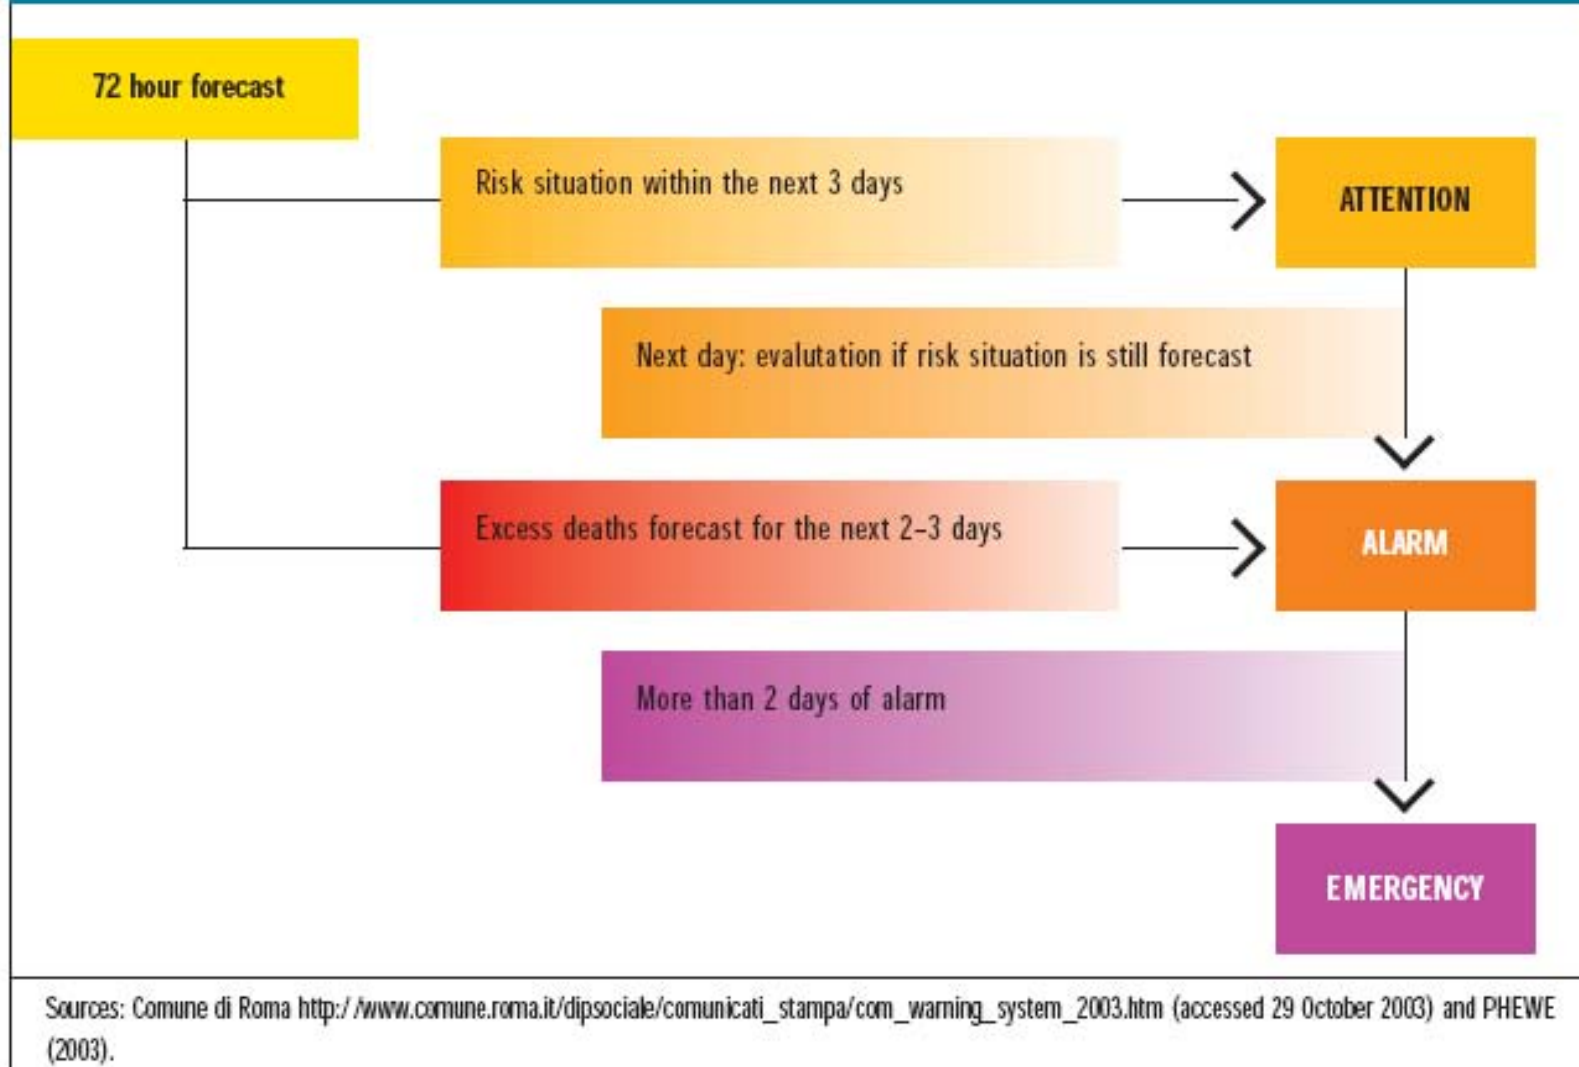 72 hour forecast
Risk situation within the next 3 days
ATTENTION
Next day: evalutation if risk situation is still forecast
Excess deaths forecast for the next 2–3 days
ALARM
More than 2 days of alarm
EMERGENCY
Sources: Comune di Roma http://www.comune.roma.it/dipsociale/comunicati_stampa/com_warning_system_2003.htm (accessed 29 October 2003) and PHEWE
(2003).